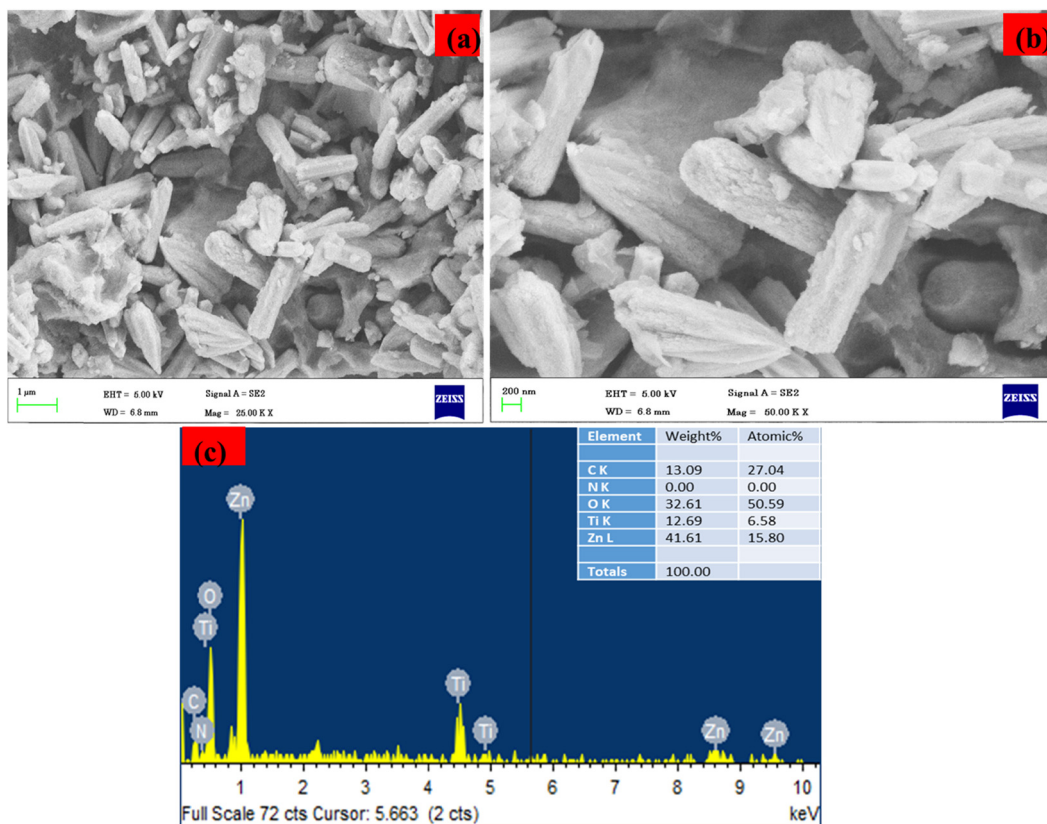 (a)
1 µm
EHT = 5.00 kV
Signal A = SE2
WD = 6.8 mm
Mag = 25.00 K X
ZEISS
(b)
200 nm
EHT = 5.00 kV
Signal A = SE2
WD = 6.8 mm
Mag = 50.00 K X
ZEISS
(c)
Element Weight% Atomic%
C K 13.09 27.04
N K 0.00 0.00
O K 32.61 50.59
Ti K 12.69 6.58
Zn L 41.61 15.80
Totals 100.00
Zn
O
Ti
C
N
Ti
Ti
Zn
Zn
1 2 3 4 5 6 7 8 9 10
Full Scale 72 cts Cursor: 5.663 (2 cts)
keV